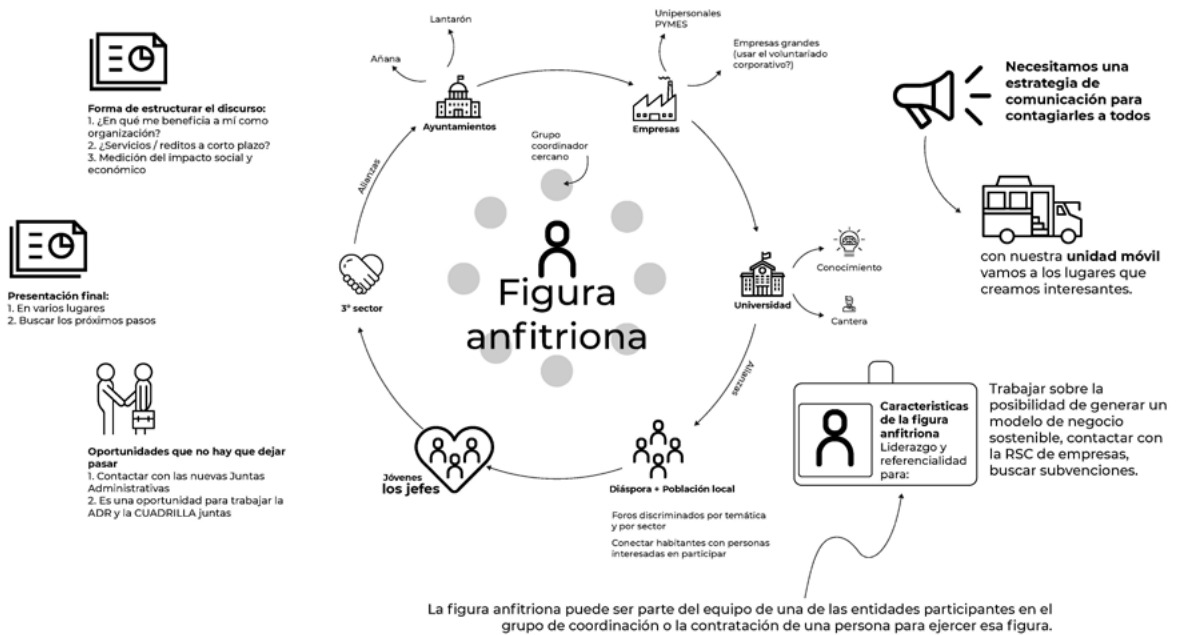 Forma de estructurar el discurso:
1. ¿En qué me beneficia a mí como
organización?
2. ¿Servicios / reditos a corto plazo?
3. Medición del impacto social y
económico
Presentación final:
1. En varios lugares
2. Buscar los próximos pasos
Oportunidades que no hay que dejar
pasar
1. Contactar con las nuevas Juntas
Administrativas
2. Es una oportunidad para trabajar la
ADR y la CUADRILLA juntas
Lantarón
Añana
Ayuntamientos
Unipersonales
PYMES
Empresas grandes
(usar el voluntariado
corporativo?)
Empresas
Grupo
coordinador
cercano
Alianzas
Figura
anfitriona
3º sector
Universidad
Conocimiento
Cantera
Alianzas
Jóvenes
los jefes
Diáspora + Población local
Foros discriminados por temática
y por sector
Conectar habitantes con personas
interesadas en participar
Necesitamos una
estrategia de
comunicación para
contagiarles a todos
con nuestra unidad móvil
vamos a los lugares que
creamos interesantes.
Caracteristicas
de la figura
anfitriona
Liderazgo y
referencialidad
para:
Trabajar sobre la
posibilidad de generar un
modelo de negocio
sostenible, contactar con
la RSC de empresas,
buscar subvenciones.
La figura anfitriona puede ser parte del equipo de una de las entidades participantes en el
grupo de coordinación o la contratación de una persona para ejercer esa figura.